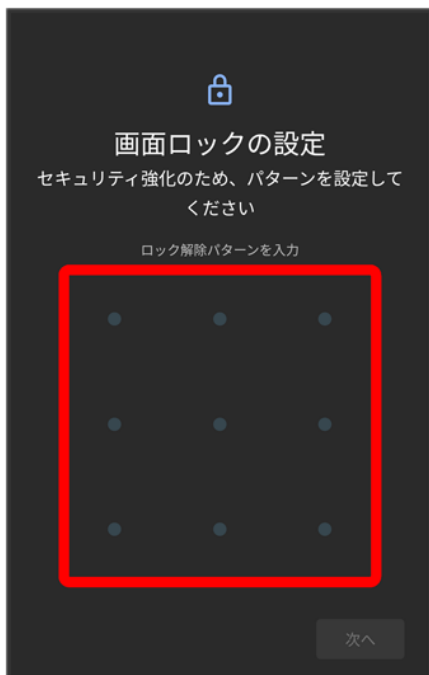 画面ロックの設定
セキュリティ強化のため、パターンを設定して
ください
ロック解除パターンを入力
次へ